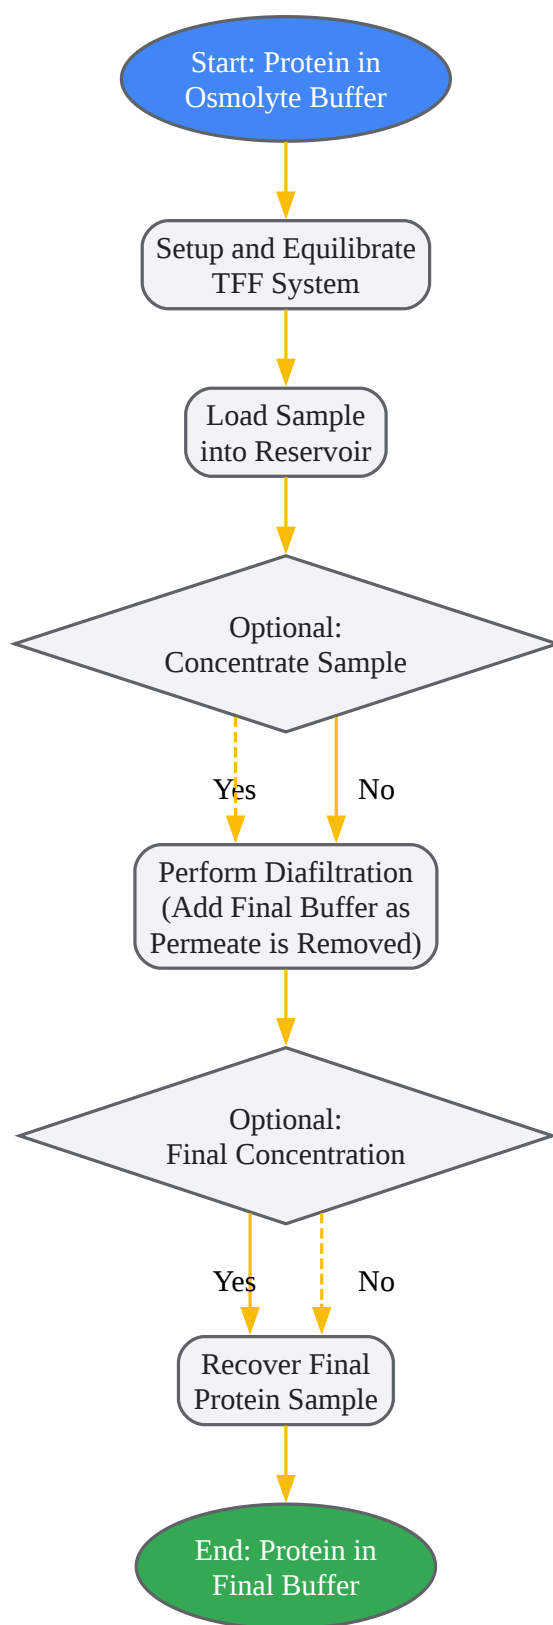 Start: Protein in
Osmolyte Buffer
Setup and Equilibrate
TFF System
Load Sample
into Reservoir
Optional:
Concentrate Sample
Yes
No
Perform Diafiltration
(Add Final Buffer as
Permeate is Removed)
Optional:
Final Concentration
Yes
No
Recover Final
Protein Sample
End: Protein in
Final Buffer